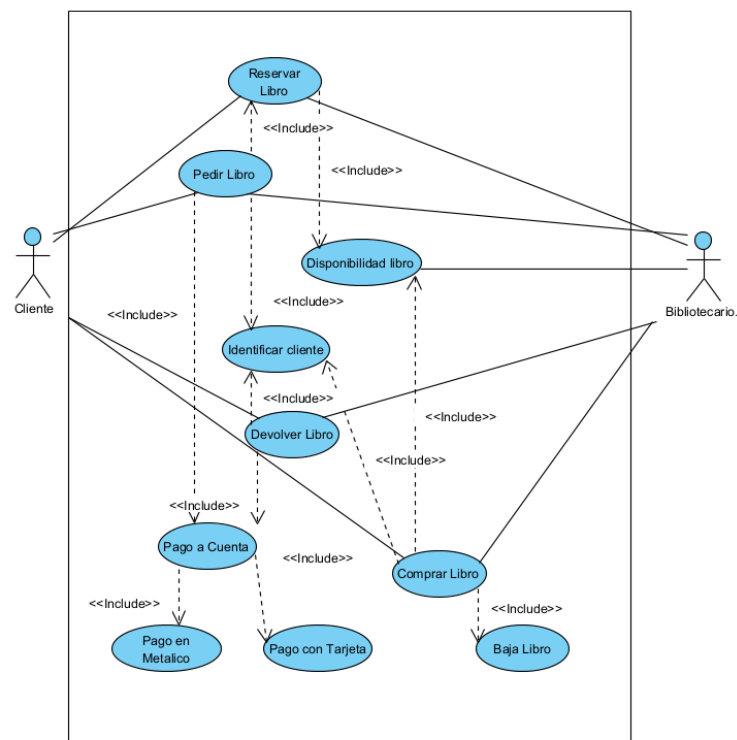 Reservar
Libro
<<Include>>
<<Include>>
Pedir Libro
Disponibilidad libro
Cliente
Bibliotecario.
<<Include>>
<<Include>>
Identificar cliente
<<Include>>
<<Include>>
Devolver Libro
<<Include>>
<<Include>>
Pago a Cuenta
<<Include>>
Comprar Libro
<<Include>>
<<Include>>
Pago en
Metalico
Pago con Tarjeta
Baja Libro